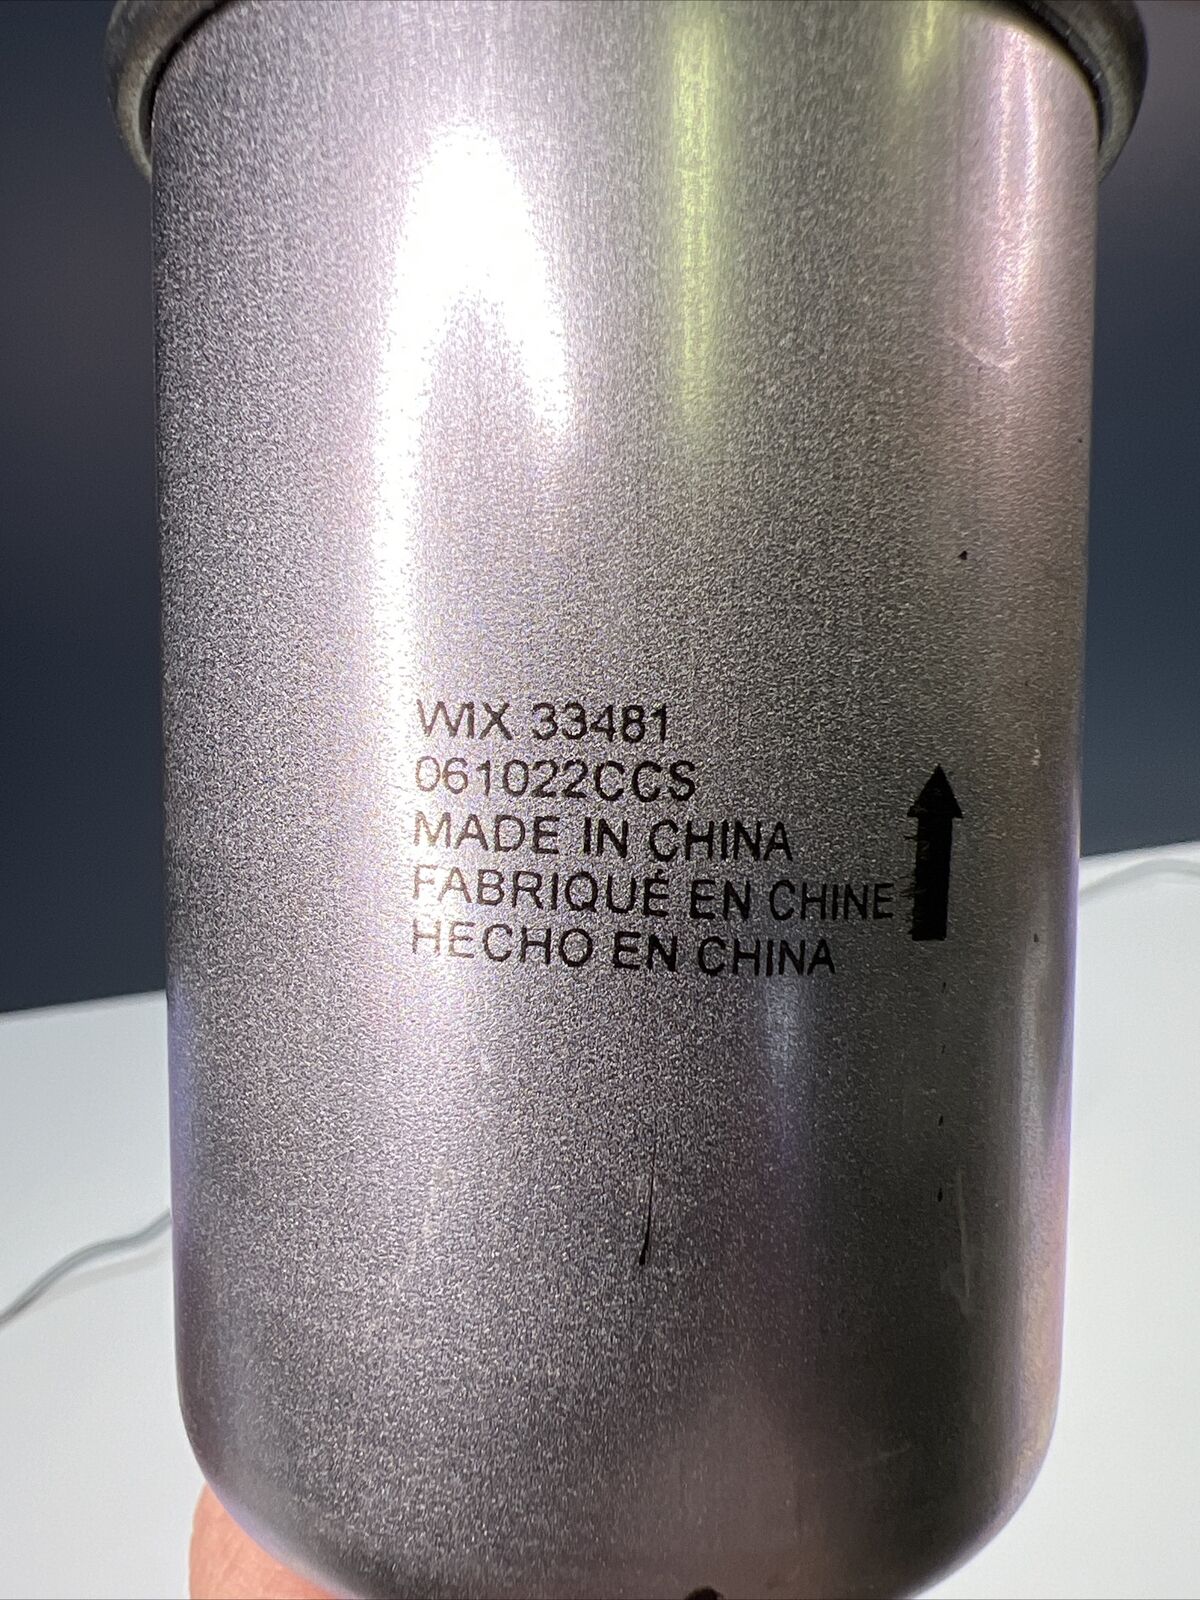 WIX 33481
061022CCS
MADE IN CHINA
FABRIQUÉ EN CHINE
HECHO EN CHINA